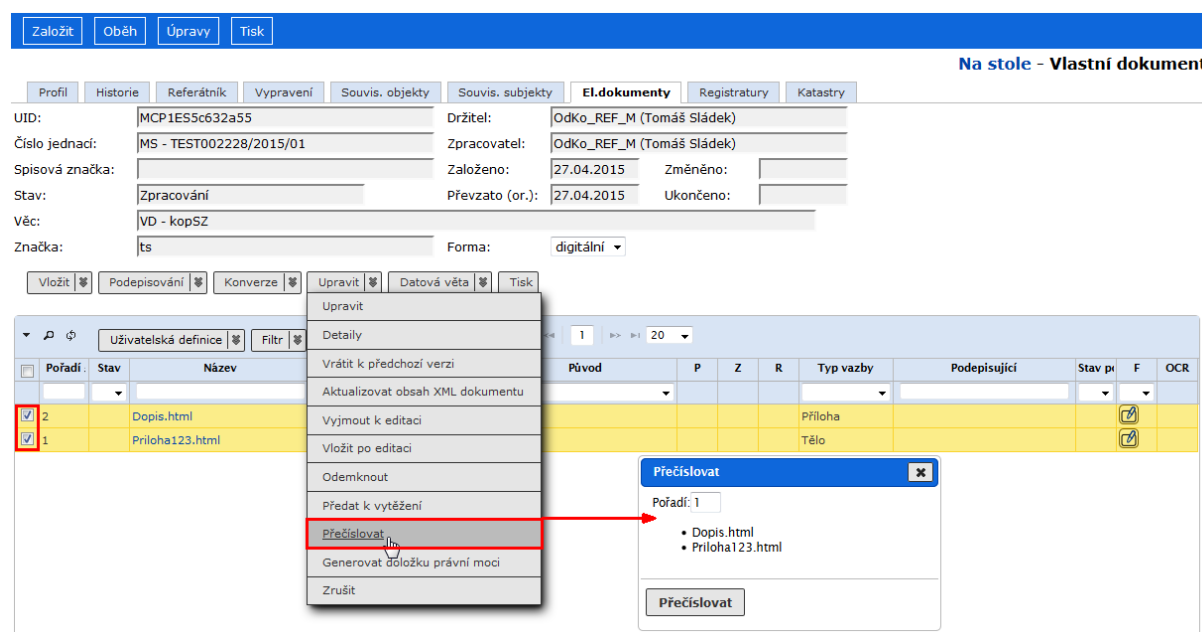 Založit Oběh Úpravy Tisk
Na stole - Vlastní dokument
Profil Historie Referátník Vypravení Souvis. objekty Souvis. subjekty El.dokumenty Registratury Katastry
UID: MCP1ES5c632a55 Držitel: OdKo_REF_M (Tomáš Sládek)
Číslo jednací: MS - TEST002228/2015/01 Zpracovatel: OdKo_REF_M (Tomáš Sládek)
Spisová značka: Založeno: 27.04.2015 Změněno:
Stav: Zpracování Převzato (or.): 27.04.2015 Ukončeno:
Věc: VD - kopSZ
Značka: ts Forma: digitální
Vložit Podepisování Konverze Upravit Datová věta Tisk
Upravit
Detaily
Vrátit k předchozí verzi
Aktualizovat obsah XML dokumentu
Vyjmout k editaci
Vložit po editaci
Odemknout
Předat k vytěžení
Přečíslovat
Generovat doložku právní moci
Zrušit
Uživatelská definice Filtr 1 20
Pořadí Stav Název Původ P Z R Typ vazby Podepisující Stav po F OCR
2 Dopis.html Příloha
1 Priloha123.html Tělo
Přečíslovat
Pořadí: 1
• Dopis.html
• Priloha123.html
Přečíslovat